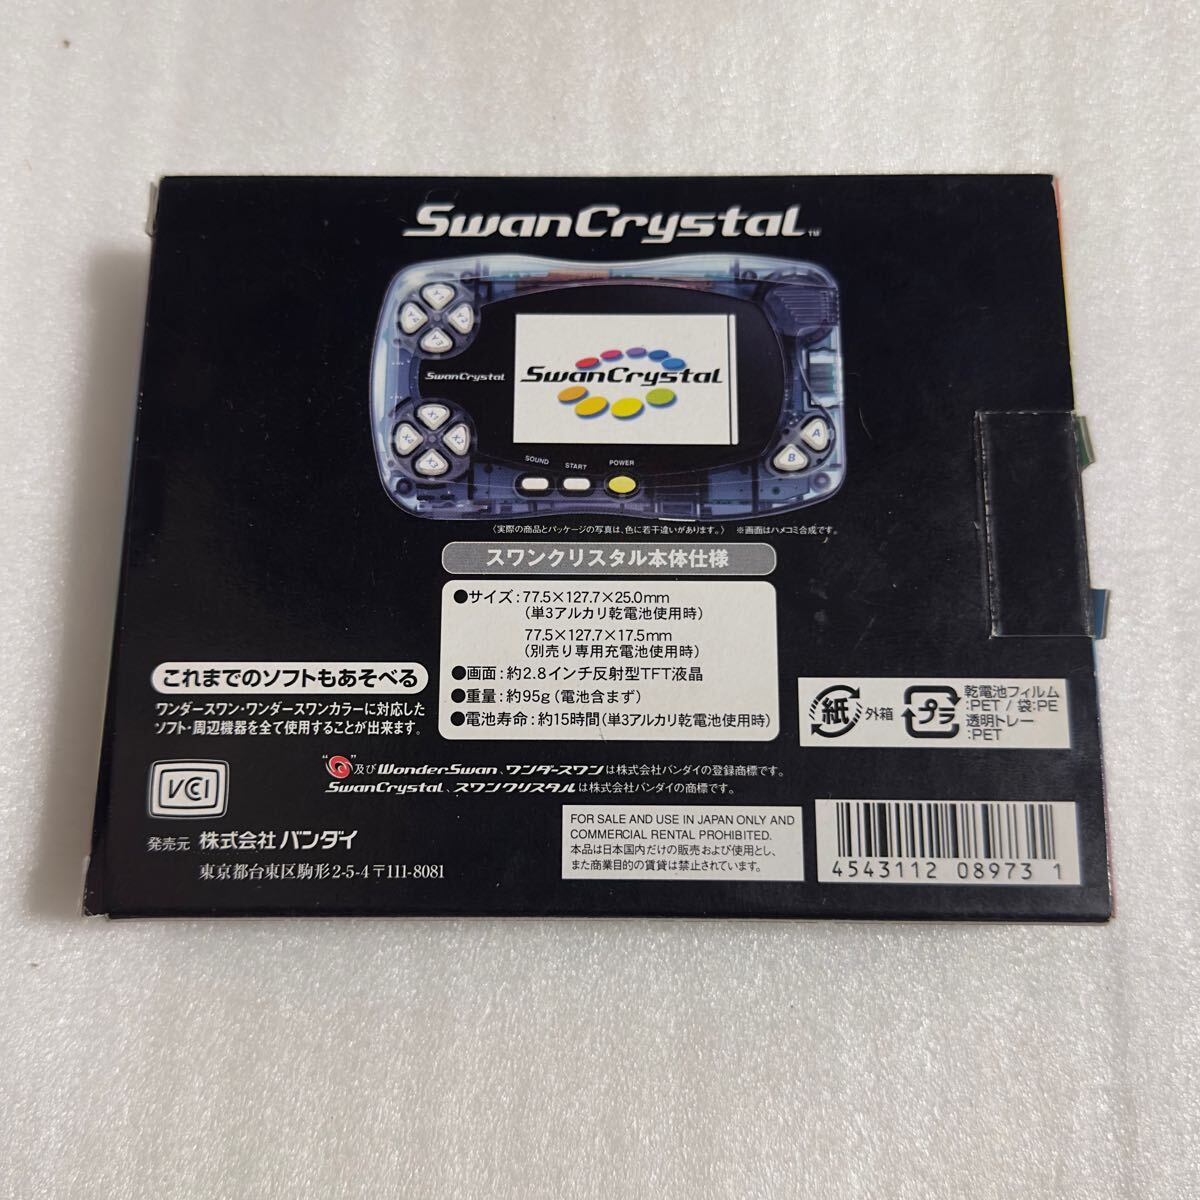 SwanCrystal TM
Y1
Y4 Y2
Y3
SwanCrystal
SwanCrystal
X1
X4 X2
X3
A
B
SOUND START POWER
〈実際の商品とパッケージの写真は、色に若干違いがあります。〉 ※画面はハメコミ合成です。
スワンクリスタル本体仕様
●サイズ:77.5×127.7×25.0mm
(単3アルカリ乾電池使用時)
77.5×127.7×17.5mm
(別売り専用充電池使用時)
●画面:約2.8インチ反射型TFT液晶
●重量:約95g(電池含まず)
●電池寿命:約15時間(単3アルカリ乾電池使用時)
これまでのソフトもあそべる
ワンダースワン・ワンダースワンカラーに対応した
ソフト・周辺機器を全て使用することが出来ます。
紙 外箱
プラ
乾電池フィルム
:PET / 袋:PE
透明トレー
:PET
" "及びWonderSwan、ワンダースワンは株式会社バンダイの登録商標です。
SwanCrystal、スワンクリスタルは株式会社バンダイの商標です。
VCI
発売元 株式会社バンダイ
東京都台東区駒形2-5-4〒111-8081
FOR SALE AND USE IN JAPAN ONLY AND
COMMERCIAL RENTAL PROHIBITED.
本品は日本国内だけの販売および使用とし、
また商業目的の賃貸は禁止されています。
4543112 08973 1